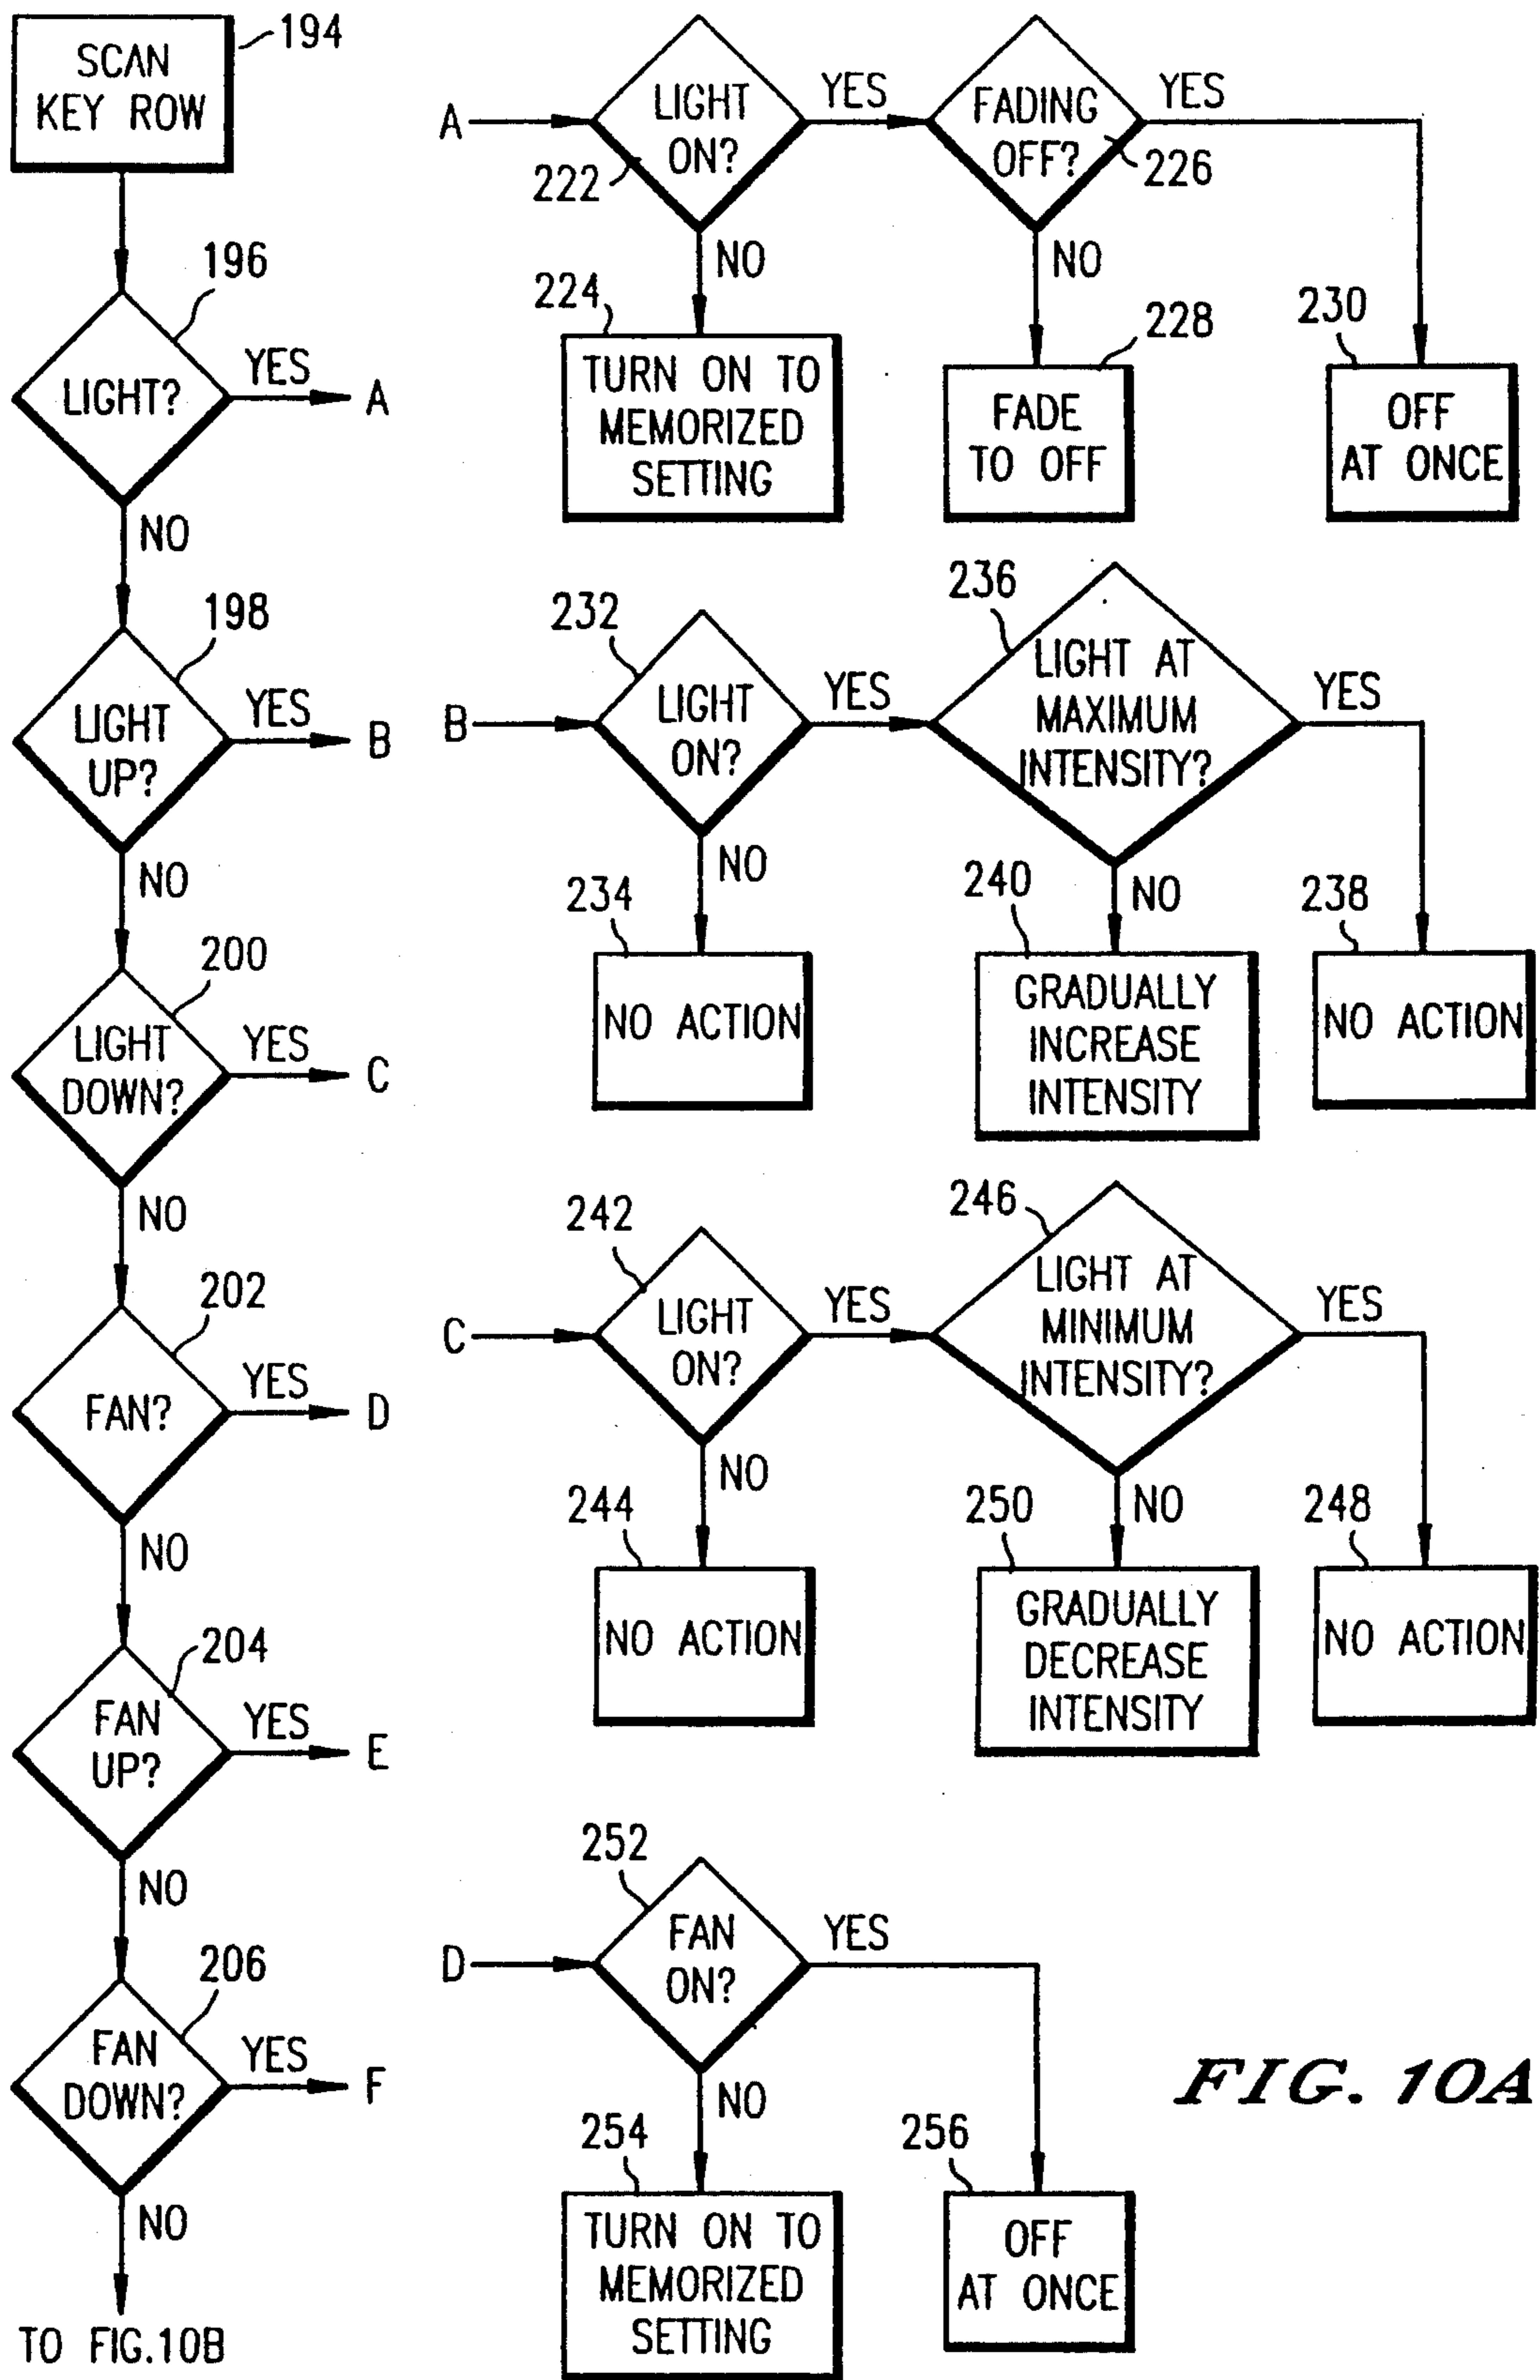 SCAN
KEY ROW
194
196
LIGHT?
YES
A
NO
198
LIGHT
UP?
YES
B
NO
200
LIGHT
DOWN?
YES
C
NO
202
FAN?
YES
D
NO
204
FAN
UP?
YES
E
NO
206
FAN
DOWN?
YES
F
NO
TO FIG.10B
A
LIGHT
ON?
222
YES
FADING
OFF?
226
YES
NO
NO
224
TURN ON TO
MEMORIZED
SETTING
228
FADE
TO OFF
230
OFF
AT ONCE
B
232
LIGHT
ON?
YES
236
LIGHT AT
MAXIMUM
INTENSITY?
YES
NO
NO
234
NO ACTION
240
GRADUALLY
INCREASE
INTENSITY
238
NO ACTION
C
242
LIGHT
ON?
YES
246
LIGHT AT
MINIMUM
INTENSITY?
YES
NO
NO
244
NO ACTION
250
GRADUALLY
DECREASE
INTENSITY
248
NO ACTION
D
252
FAN
ON?
YES
NO
254
TURN ON TO
MEMORIZED
SETTING
256
OFF
AT ONCE
FIG. 10A